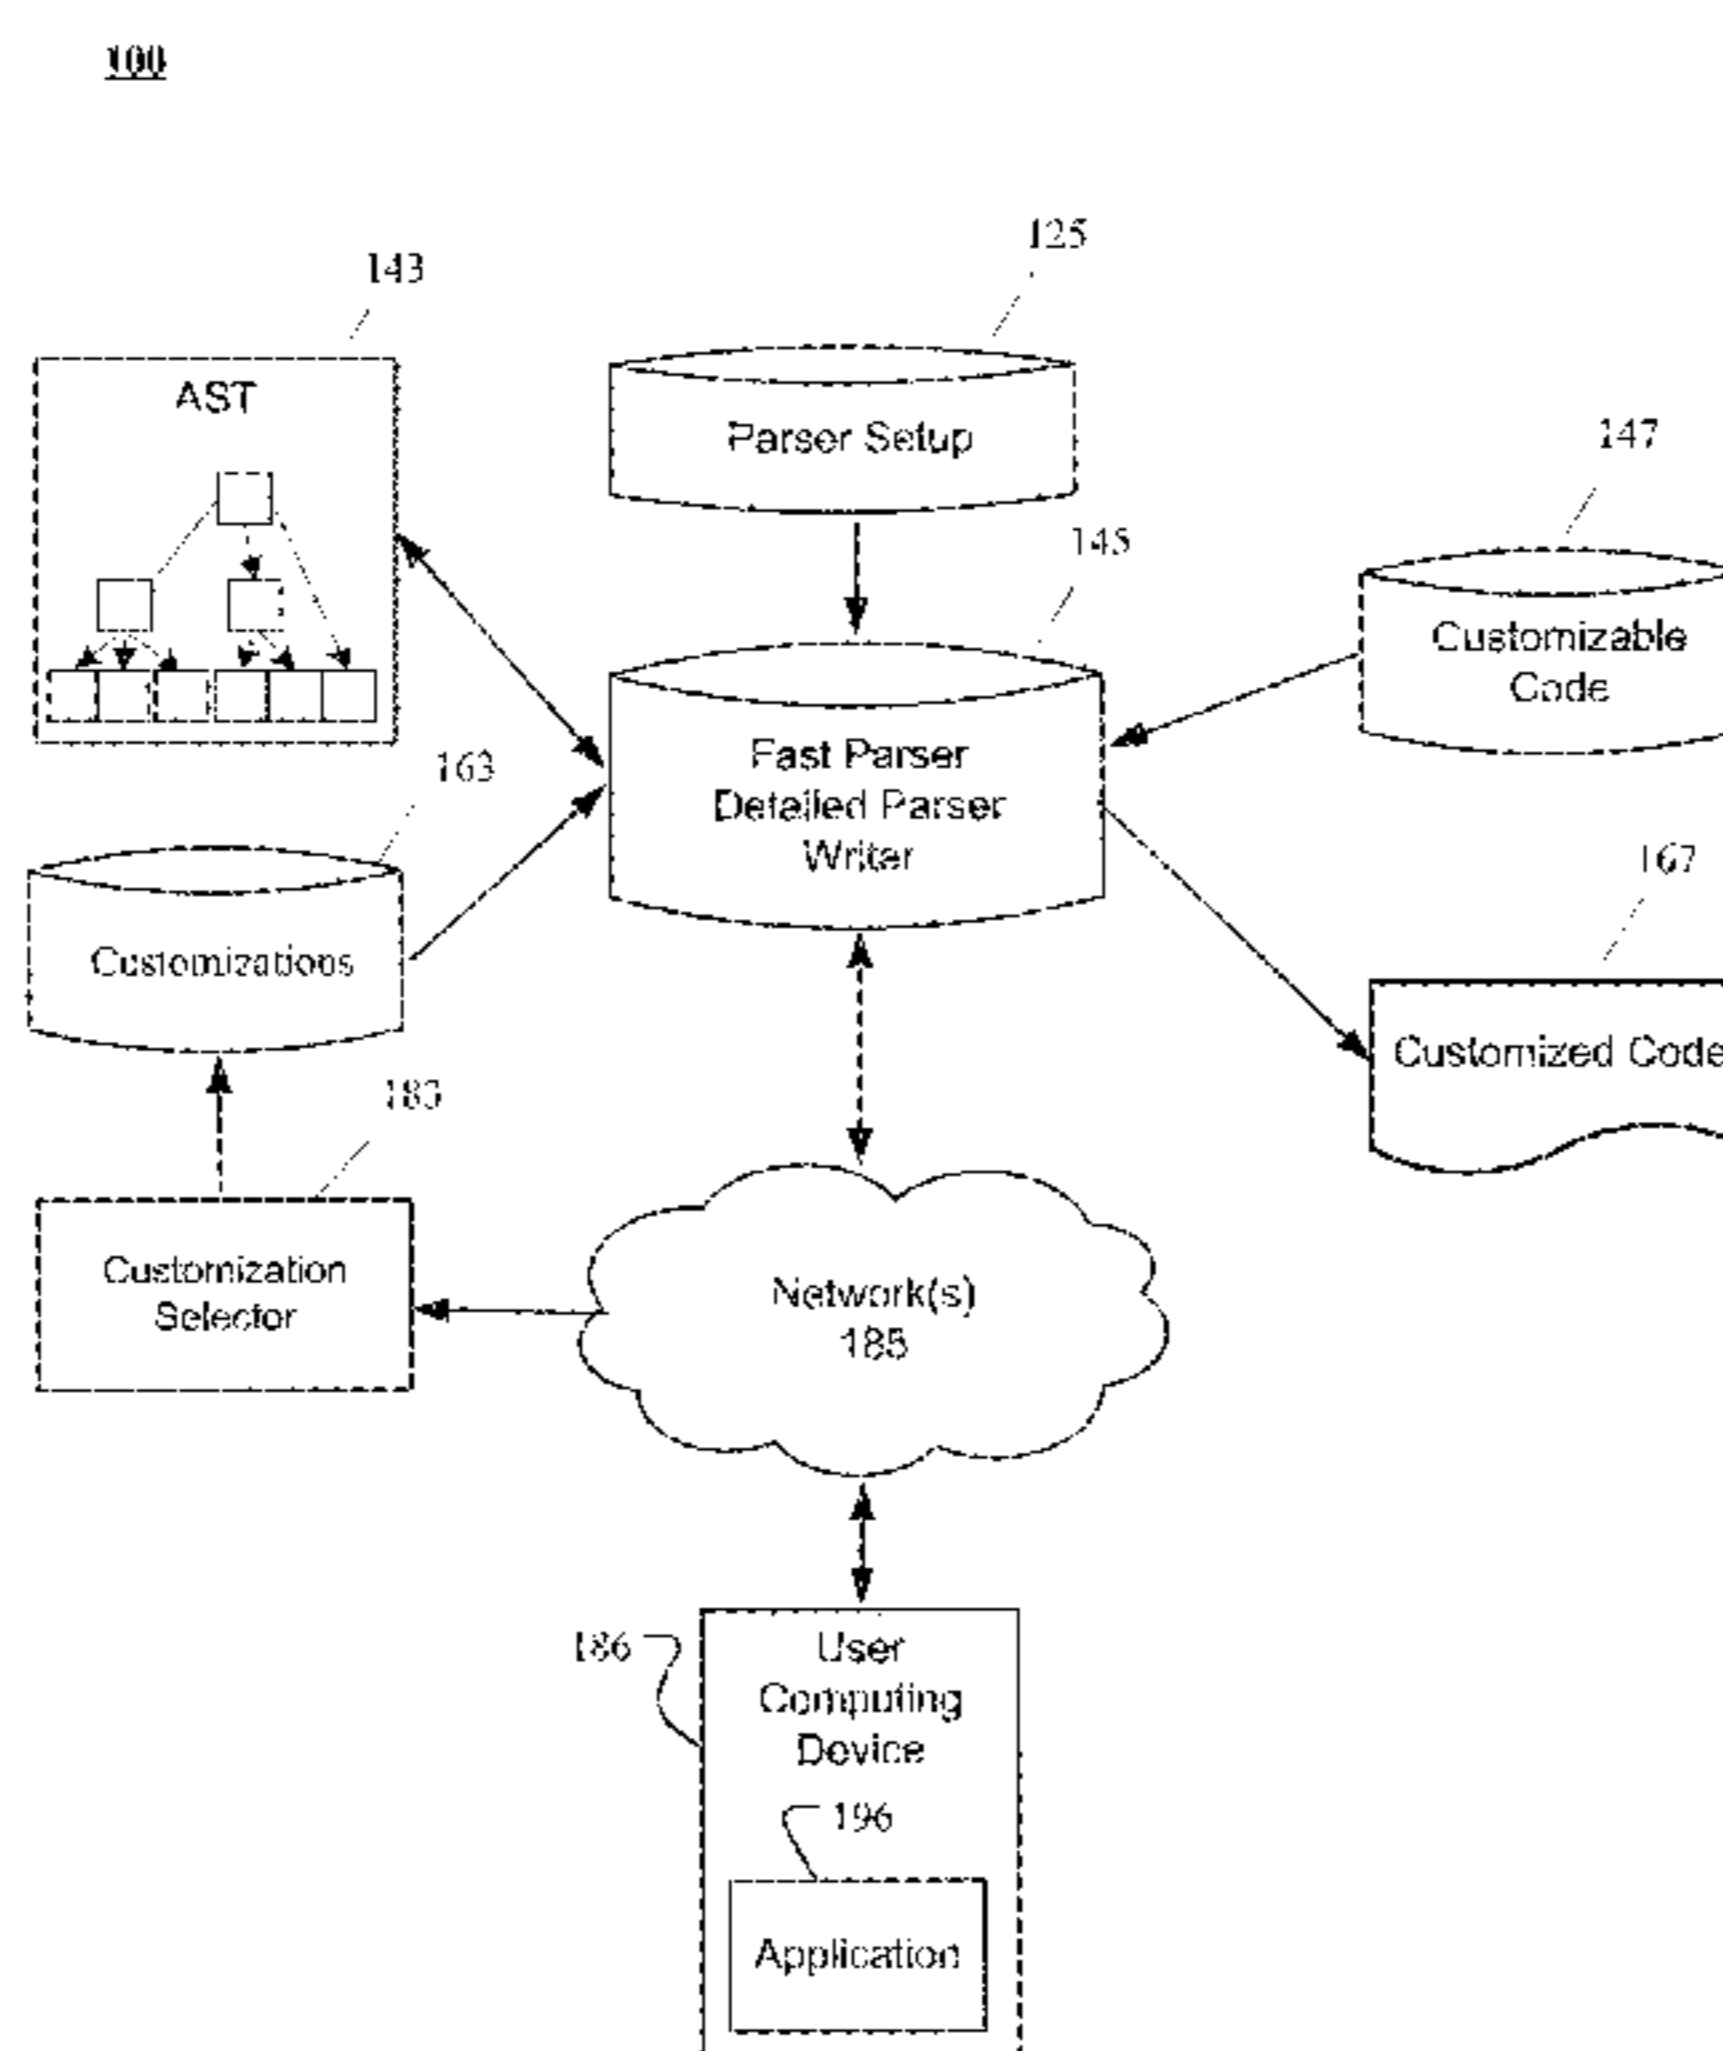 100
125
143
AST
Parser Setup
147
145
Customizable
Code
Fast Parser
Detailed Parser
Writer
163
167
Customizations
Customized Code
183
Customization
Selector
Network(s)
185
186
User
Computing
Device
196
Application